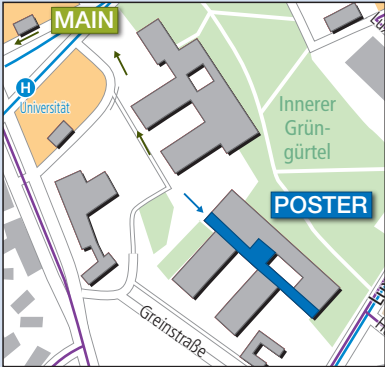 MAIN
H
Universität
Innerer
Grün-
gürtel
POSTER
Greinstraße